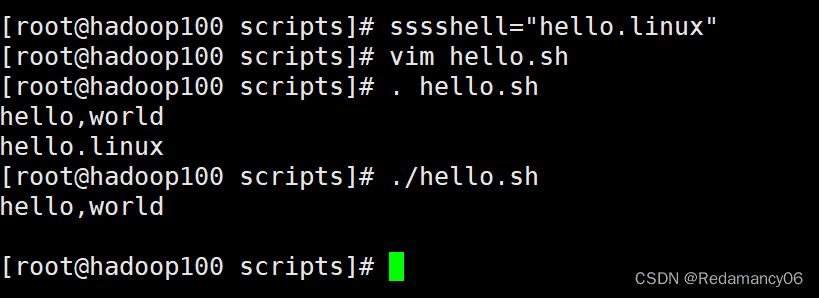 [root@hadoop100 scripts]# sssshell="hello.linux"
[root@hadoop100 scripts]# vim hello.sh
[root@hadoop100 scripts]# . hello.sh
hello,world
hello.linux
[root@hadoop100 scripts]# ./hello.sh
hello,world
[root@hadoop100 scripts]#
CSDN @Redamancy06